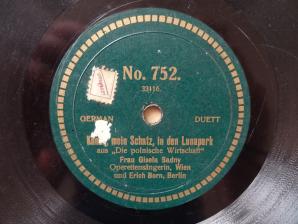 No. 752.
33116.
GERMAN DUETT
mein Schatz, in den Lunapark
aus „Die polnische Wirtschaft"
Frau Gisela Sadny
Operettensängerin, Wien
und Erich Born, Berlin